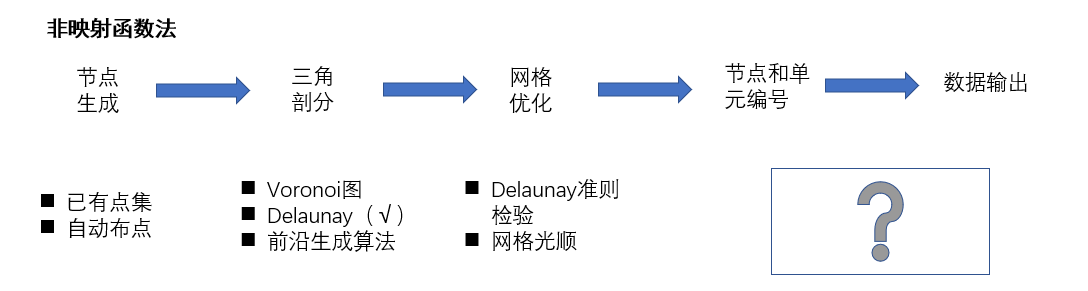 非映射函数法
节点
生成
三角
剖分
网格
优化
节点和单
元编号
数据输出
■ 已有点集
■ 自动布点
■ Voronoi图
■ Delaunay（√）
■ 前沿生成算法
■ Delaunay准则
检验
■ 网格光顺
?